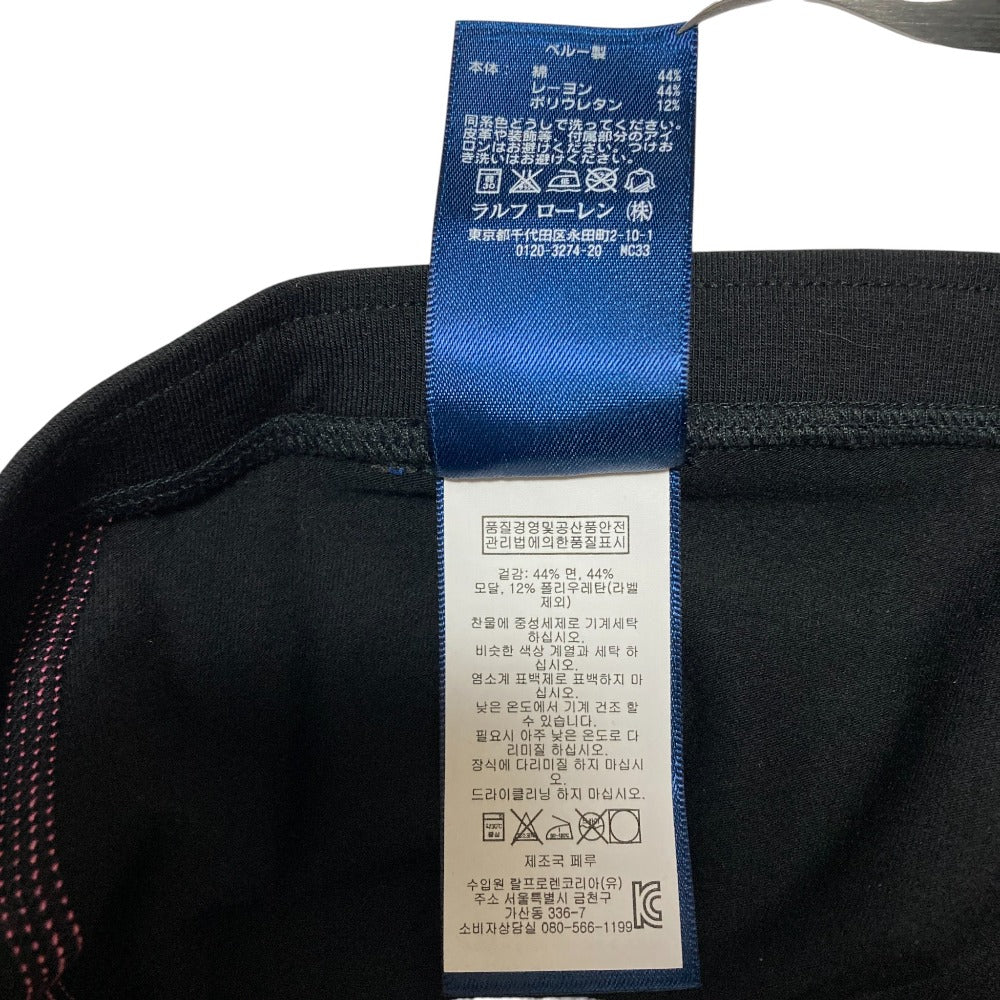 ペルー製
本体: 綿 44%
レーヨン 44%
ポリウレタン 12%
同系色どうしで洗ってください。
皮革や装飾等、付属部分のアイ
ロンはお避けください。つけお
き洗いはお避けください。
ラルフ ローレン (株)
東京都千代田区永田町2-10-1
0120-3274-20 MC33
품질경영및공산품안전
관리법에의한품질표시
겉감: 44% 면, 44%
모달, 12% 폴리우레탄(라벨
제외)
찬물에 중성세제로 기계세탁
하십시오.
비슷한 색상 계열과 세탁 하
십시오.
염소계 표백제로 표백하지 마
십시오.
낮은 온도에서 기계 건조 할
수 있습니다.
필요시 아주 낮은 온도로 다
리미질 하십시오.
장식에 다리미질 하지 마십시
오.
드라이클리닝 하지 마십시오.
제조국 페루
수입원 랄프로렌코리아(유)
주소 서울특별시 금천구
가산동 336-7
소비자상담실 080-566-1199